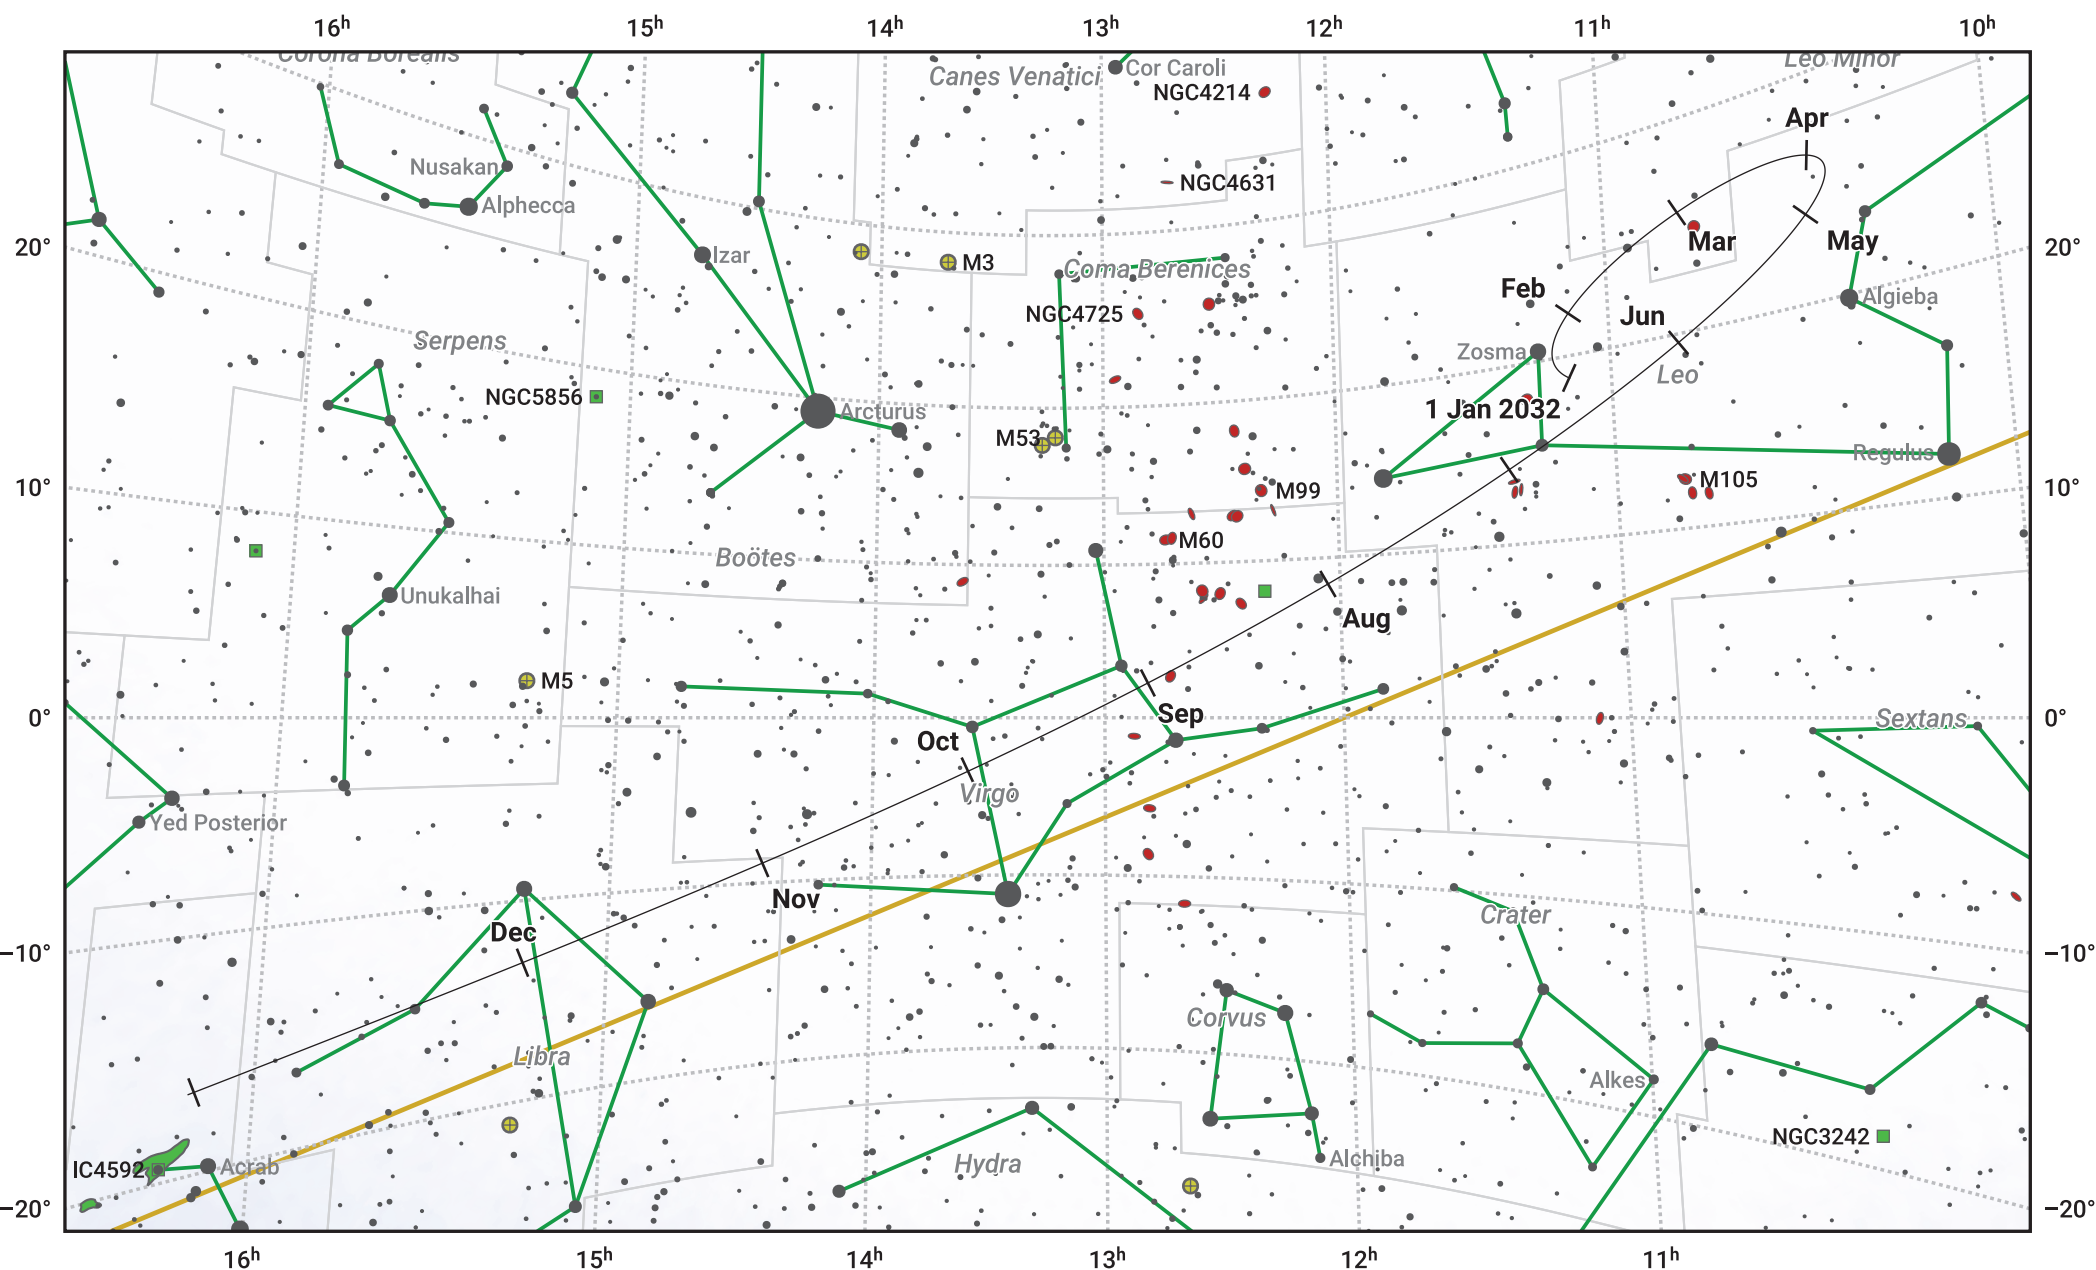 16h 15h 14h 13h 12h 11h 10h
Corona Borealis
Canes Venatici
Cor Caroli
Leo Minor
NGC4214
Apr
Nusakan
NGC4631
Alphecca
20°
Izar
M3
Coma Berenices
Mar
May
20°
Feb
Algieba
NGC4725
Jun
Serpens
Zosma
Leo
NGC5856
Arcturus
1 Jan 2032
M53
Regulus
10°
M99
M105
10°
M60
Boötes
Unukalhai
Aug
M5
0°
Sep
Sextans
0°
Oct
Virgo
Yed Posterior
Nov
Crater
Dec
−10°
−10°
Corvus
Libra
Alkes
NGC3242
IC4592
Acrab
Hydra
Alchiba
−20°
−20°
16h 15h 14h 13h 12h 11h